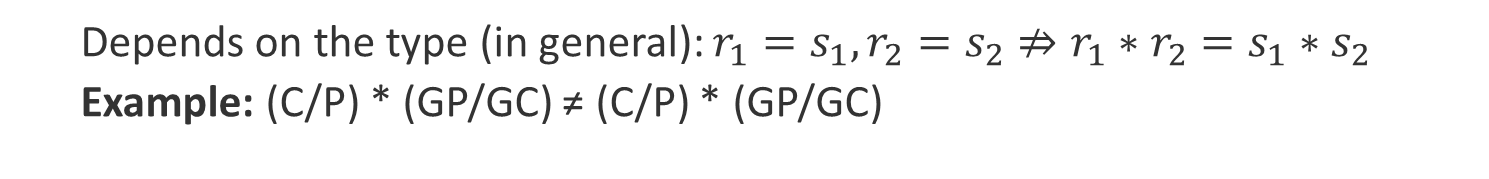 Depends on the type (in general): r₁ = s₁, r₂ = s₂ ⇏ r₁ ∗ r₂ = s₁ ∗ s₂
Example: (C/P) * (GP/GC) ≠ (C/P) * (GP/GC)